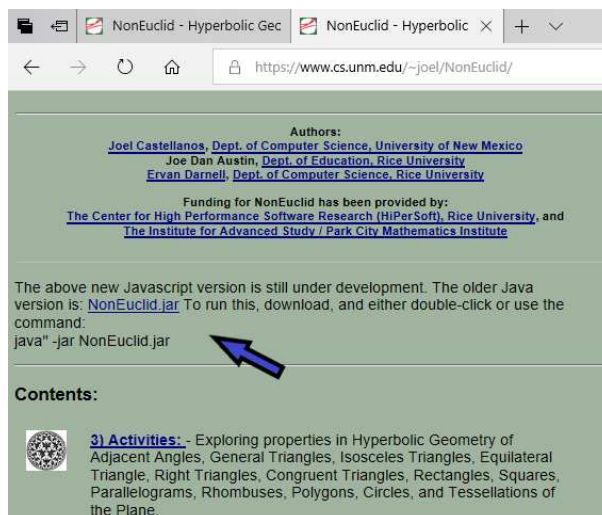 NonEuclid - Hyperbolic Gec
NonEuclid - Hyperbolic
https://www.cs.unm.edu/~joel/NonEuclid/
Authors:
Joel Castellanos, Dept. of Computer Science, University of New Mexico
Joe Dan Austin, Dept. of Education, Rice University
Ervan Darnell, Dept. of Computer Science, Rice University
Funding for NonEuclid has been provided by:
The Center for High Performance Software Research (HiPerSoft), Rice University, and
The Institute for Advanced Study / Park City Mathematics Institute
The above new Javascript version is still under development. The older Java
version is: NonEuclid.jar To run this, download, and either double-click or use the
command:
java" -jar NonEuclid.jar
Contents:
3) Activities: - Exploring properties in Hyperbolic Geometry of
Adjacent Angles, General Triangles, Isosceles Triangles, Equilateral
Triangle, Right Triangles, Congruent Triangles, Rectangles, Squares,
Parallelograms, Rhombuses, Polygons, Circles, and Tessellations of
the Plane.